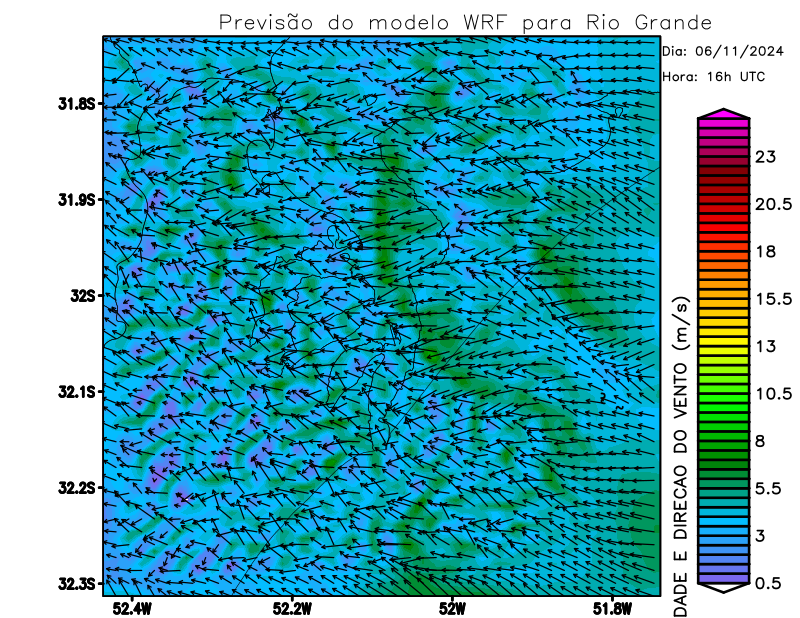 Previsão do modelo WRF para Rio Grande
Dia: 06/11/2024
Hora: 16h UTC
31.8S
31.9S
32S
32.1S
32.2S
32.3S
52.4W
52.2W
52W
51.8W
DADE E DIRECAO DO VENTO (m/s)
23
20.5
18
15.5
13
10.5
8
5.5
3
0.5